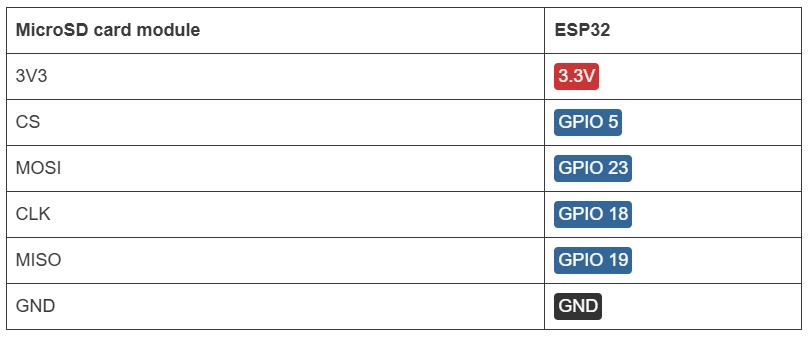 MicroSD card module ESP32
3V3 3.3V
CS GPIO 5
MOSI GPIO 23
CLK GPIO 18
MISO GPIO 19
GND GND